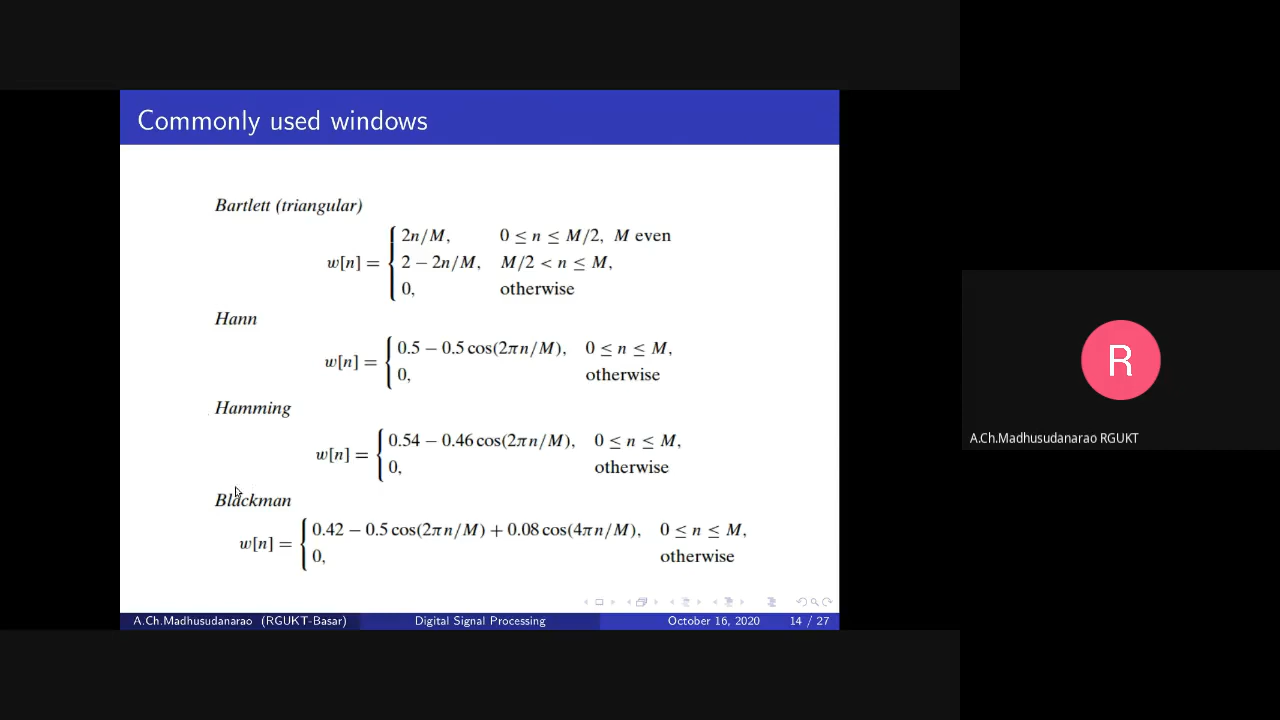 Commonly used windows
Bartlett (triangular)
w[n] = { 2n/M, 0 ≤ n ≤ M/2, M even
2 − 2n/M, M/2 < n ≤ M,
0, otherwise
Hann
w[n] = { 0.5 − 0.5 cos(2πn/M), 0 ≤ n ≤ M,
0, otherwise
Hamming
w[n] = { 0.54 − 0.46 cos(2πn/M), 0 ≤ n ≤ M,
0, otherwise
Blackman
w[n] = { 0.42 − 0.5 cos(2πn/M) + 0.08 cos(4πn/M), 0 ≤ n ≤ M,
0, otherwise
A.Ch.Madhusudanarao (RGUKT-Basar) Digital Signal Processing October 16, 2020 14 / 27
R
A.Ch.Madhusudanarao RGUKT